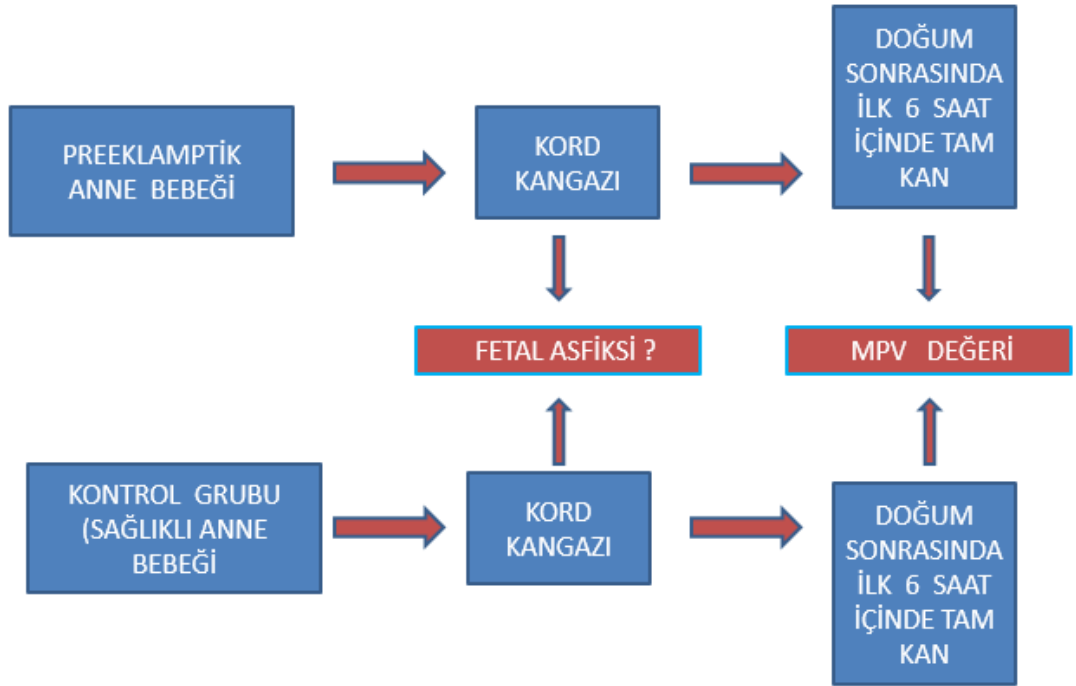 PREEKLAMPTİK
ANNE BEBEĞİ
KORD
KANGAZI
DOĞUM
SONRASINDA
İLK 6 SAAT
İÇİNDE TAM
KAN
FETAL ASFİKSİ ?
MPV DEĞERİ
KONTROL GRUBU
(SAĞLIKLI ANNE
BEBEĞİ
KORD
KANGAZI
DOĞUM
SONRASINDA
İLK 6 SAAT
İÇİNDE TAM
KAN